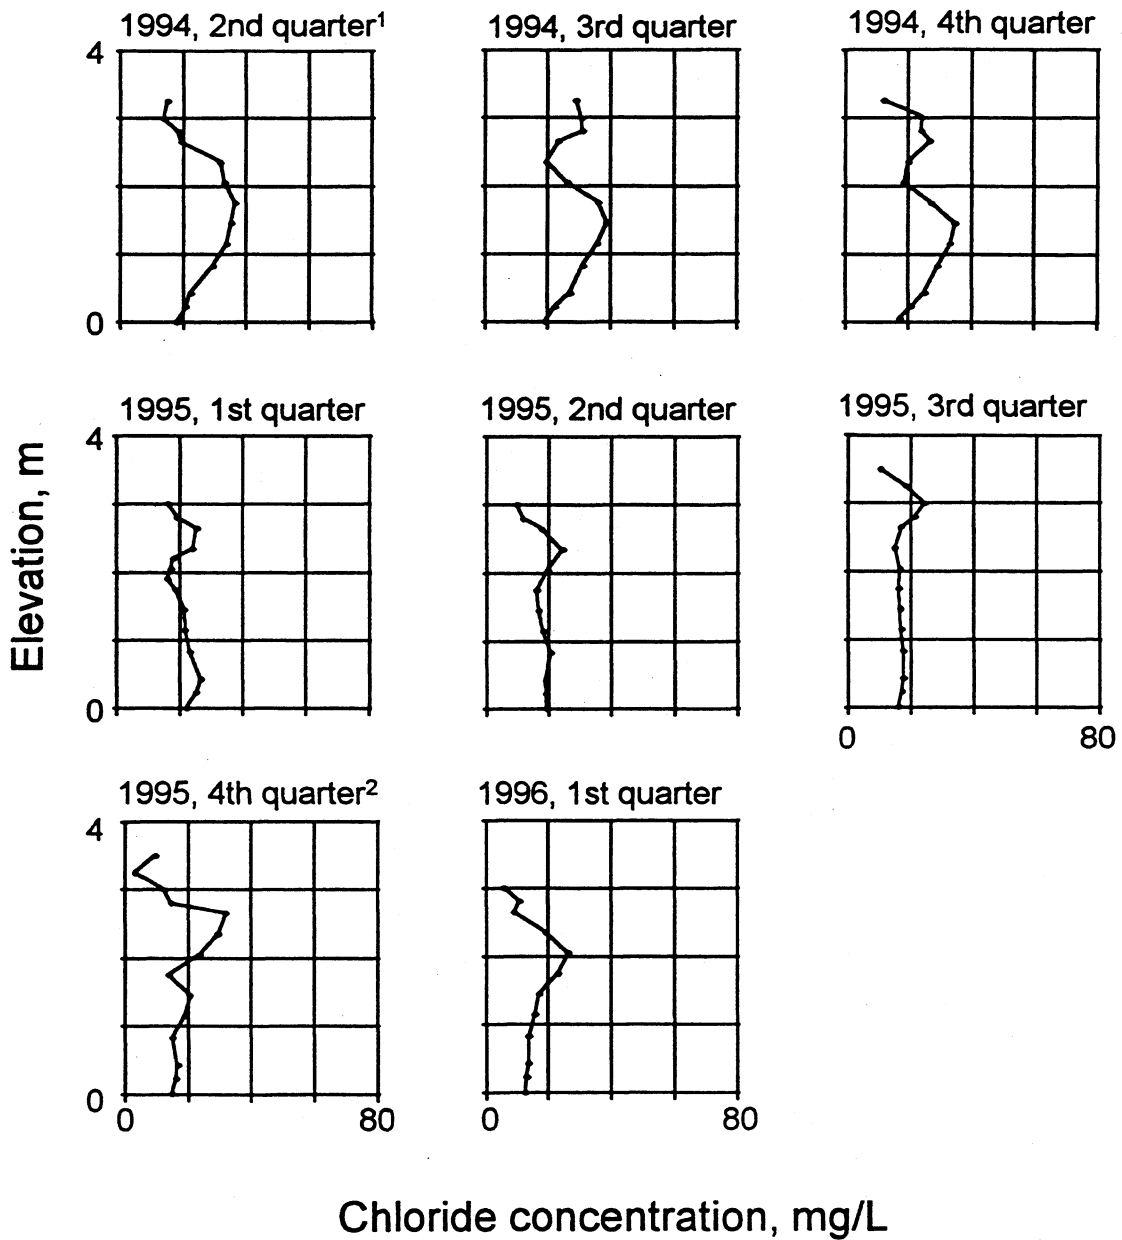 1994, 2nd quarter¹
1994, 3rd quarter
1994, 4th quarter
4
0
1995, 1st quarter
1995, 2nd quarter
1995, 3rd quarter
4
0
0 80
Elevation, m
1995, 4th quarter²
1996, 1st quarter
4
0
0 80
0 80
Chloride concentration, mg/L